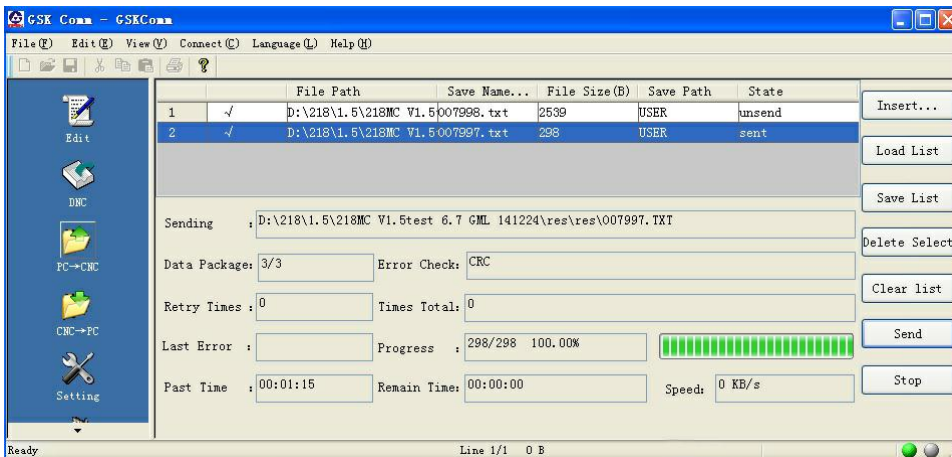 GSK Comm - GSKComm
File(F) Edit(E) View(V) Connect(C) Language(L) Help(H)
File Path Save Name... File Size(B) Save Path State
1 √ D:\218\1.5\218MC V1.5 007998.txt 2539 USER unsend
2 √ D:\218\1.5\218MC V1.5 007997.txt 298 USER sent
Edit
DNC
PC→CNC
CNC→PC
Setting
Sending : D:\218\1.5\218MC V1.5test 6.7 GML 141224\res\res\007997.TXT
Data Package: 3/3 Error Check: CRC
Retry Times : 0 Times Total: 0
Last Error : Progress : 298/298 100.00%
Past Time : 00:01:15 Remain Time: 00:00:00 Speed: 0 KB/s
Insert...
Load List
Save List
Delete Select
Clear list
Send
Stop
Ready Line 1/1 0 B